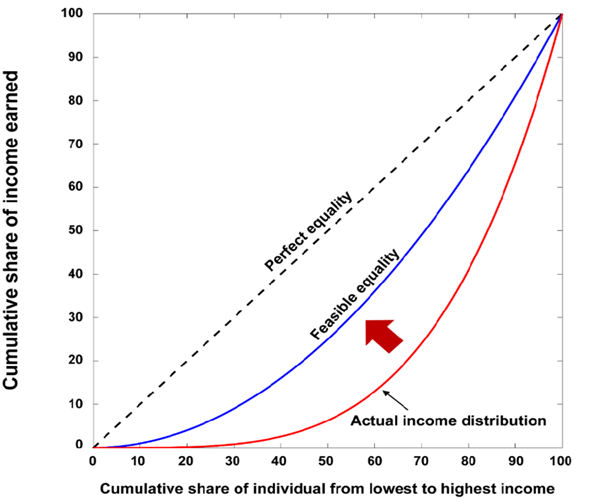 Cumulative share of income earned
100
90
80
70
60
50
40
30
20
10
0
Perfect equality
Feasible equality
Actual income distribution
0 10 20 30 40 50 60 70 80 90 100
Cumulative share of individual from lowest to highest income